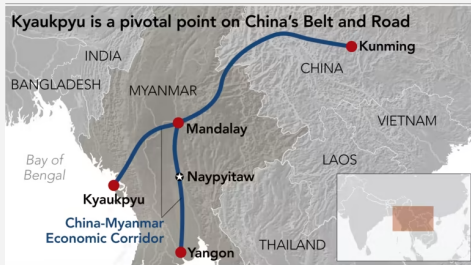 Kyaukpyu is a pivotal point on China's Belt and Road
Kunming
INDIA
CHINA
BANGLADESH
MYANMAR
VIETNAM
Mandalay
Bay of
Bengal
LAOS
Naypyitaw
Kyaukpyu
China-Myanmar
Economic Corridor
THAILAND
Yangon